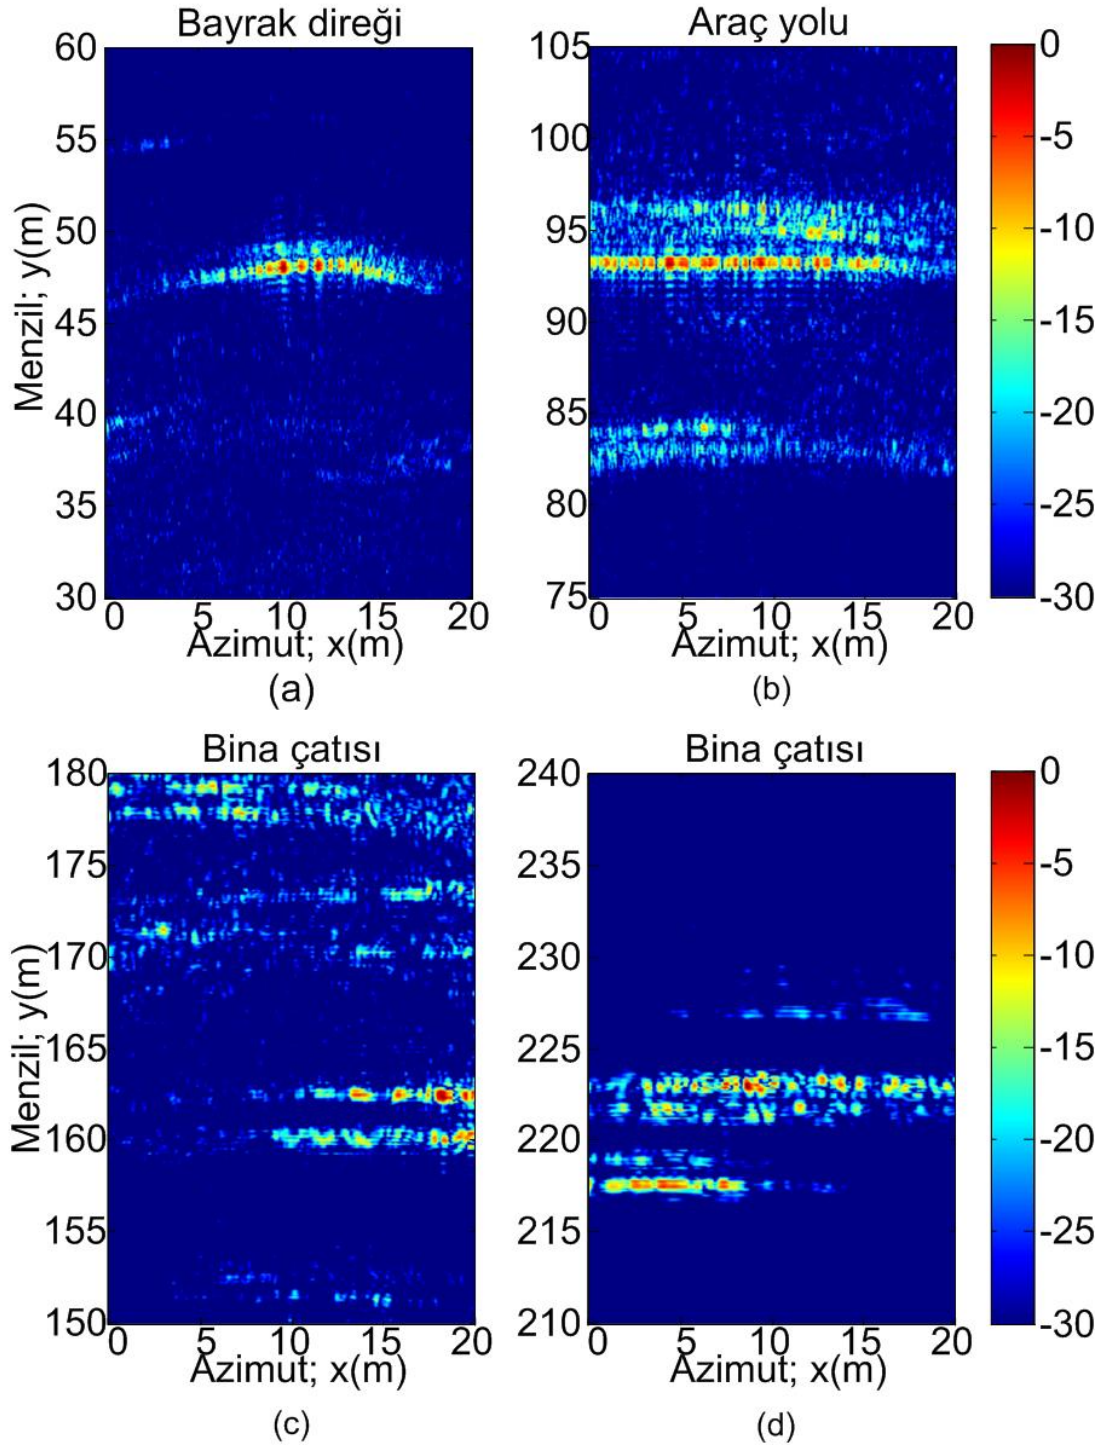 Bayrak direği
Araç yolu
60
55
50
45
40
35
30
0 5 10 15 20
Menzil; y(m)
Azimut; x(m)
(a)
105
100
95
90
85
80
75
0 5 10 15 20
Azimut; x(m)
(b)
0
-5
-10
-15
-20
-25
-30
Bina çatısı
Bina çatısı
180
175
170
165
160
155
150
0 5 10 15 20
Menzil; y(m)
Azimut; x(m)
(c)
240
235
230
225
220
215
210
0 5 10 15 20
Azimut; x(m)
(d)
0
-5
-10
-15
-20
-25
-30